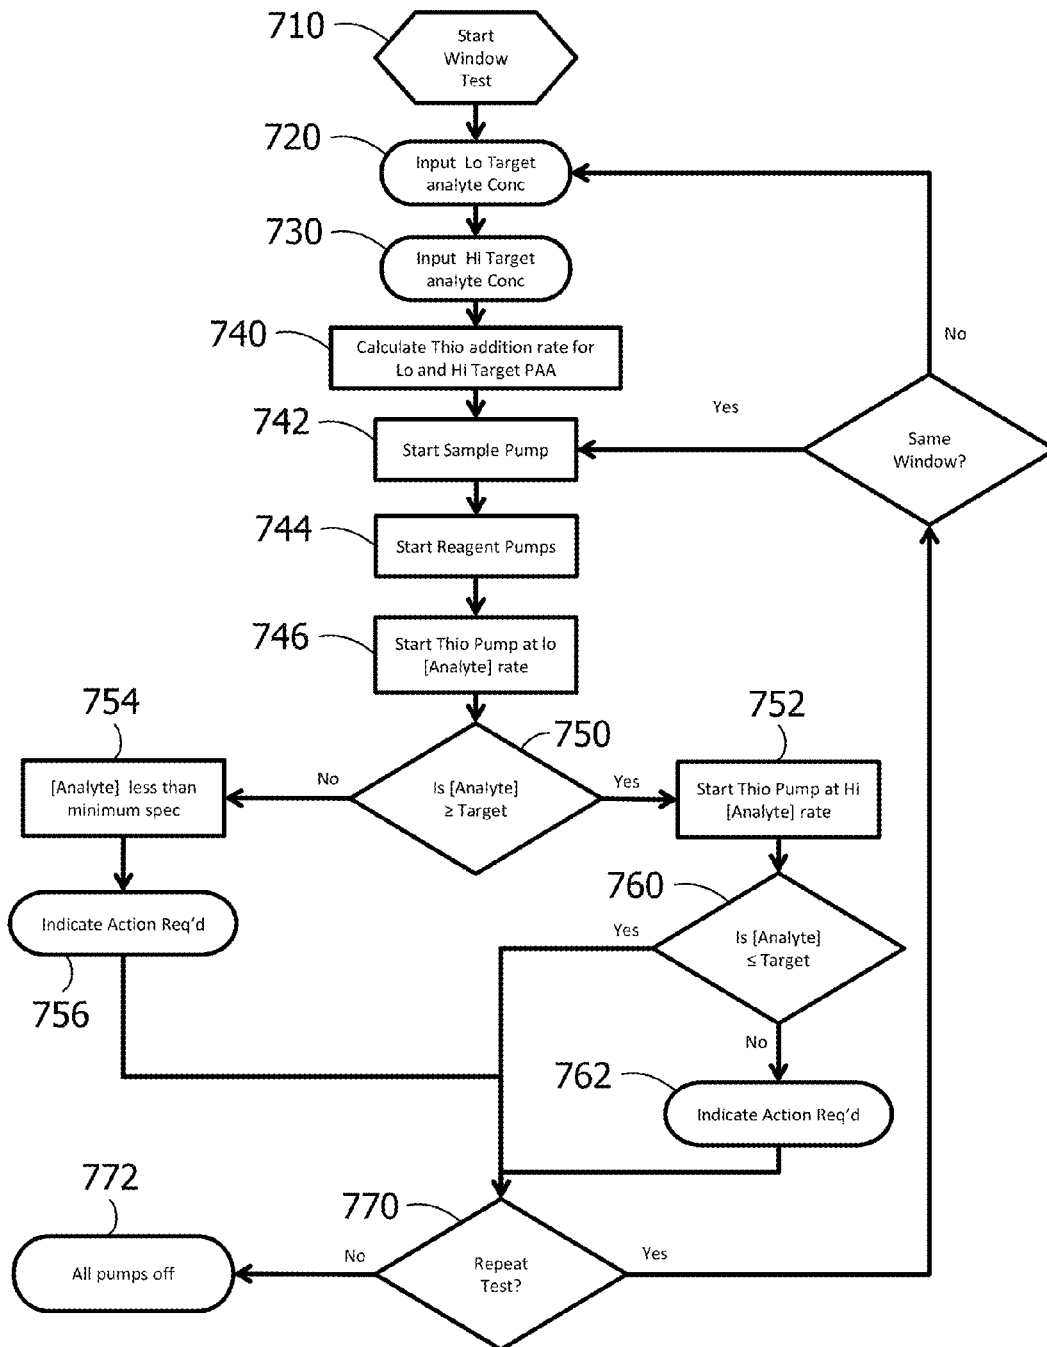 710
Start
Window
Test
720
Input Lo Target
analyte Conc
730
Input Hi Target
analyte Conc
740
Calculate Thio addition rate for
Lo and Hi Target PAA
No
742
Start Sample Pump
Yes
Same
Window?
744
Start Reagent Pumps
746
Start Thio Pump at lo
[Analyte] rate
754
[Analyte] less than
minimum spec
No
750
Is [Analyte]
≥ Target
Yes
752
Start Thio Pump at Hi
[Analyte] rate
Indicate Action Req'd
756
760
Yes
Is [Analyte]
≤ Target
No
762
Indicate Action Req'd
772
All pumps off
No
770
Repeat
Test?
Yes